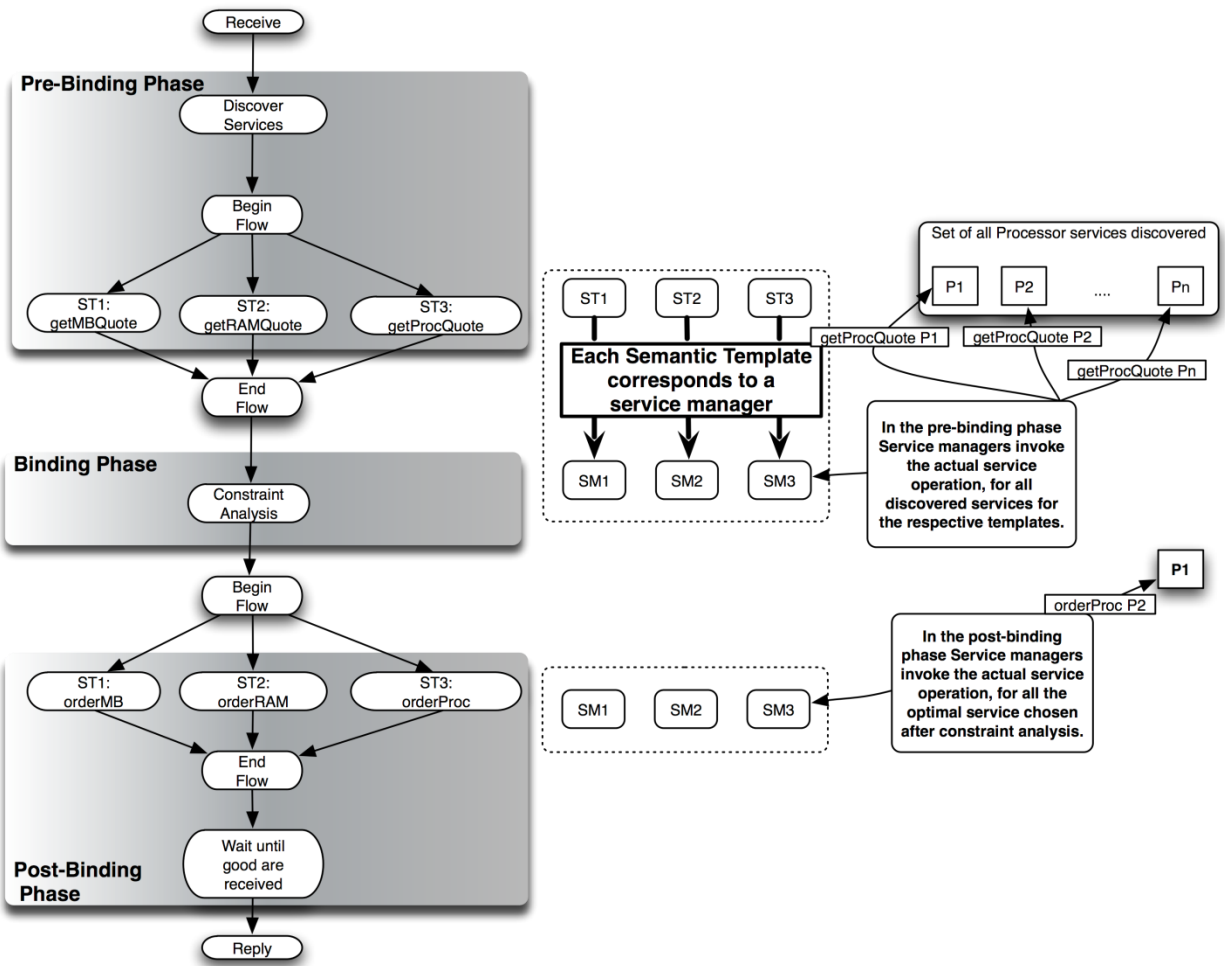 Receive
Pre-Binding Phase
Discover
Services
Begin
Flow
ST1:
getMBQuote
ST2:
getRAMQuote
ST3:
getProcQuote
End
Flow
Binding Phase
Constraint
Analysis
Begin
Flow
ST1:
orderMB
ST2:
orderRAM
ST3:
orderProc
End
Flow
Wait until
good are
received
Post-Binding
Phase
Reply
ST1
ST2
ST3
Each Semantic Template
corresponds to a
service manager
SM1
SM2
SM3
Set of all Processor services discovered
P1
P2
....
Pn
getProcQuote P1
getProcQuote P2
getProcQuote Pn
In the pre-binding phase
Service managers invoke
the actual service
operation, for all
discovered services for
the respective templates.
P1
orderProc P2
In the post-binding
phase Service managers
invoke the actual service
operation, for all the
optimal service chosen
after constraint analysis.
SM1
SM2
SM3